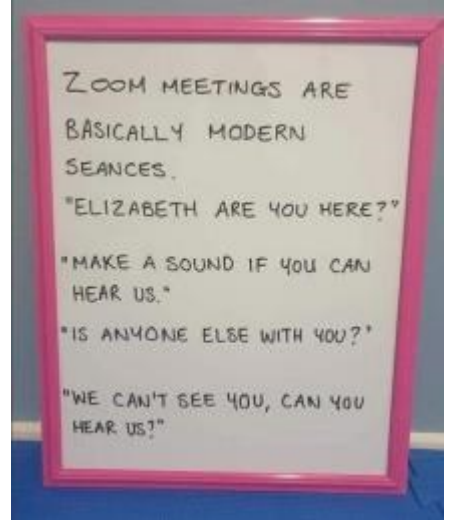 ZOOM MEETINGS ARE
BASICALLY MODERN
SEANCES.
"ELIZABETH ARE YOU HERE?"
"MAKE A SOUND IF YOU CAN
HEAR US."
"IS ANYONE ELSE WITH YOU?"
"WE CAN'T SEE YOU, CAN YOU
HEAR US?"